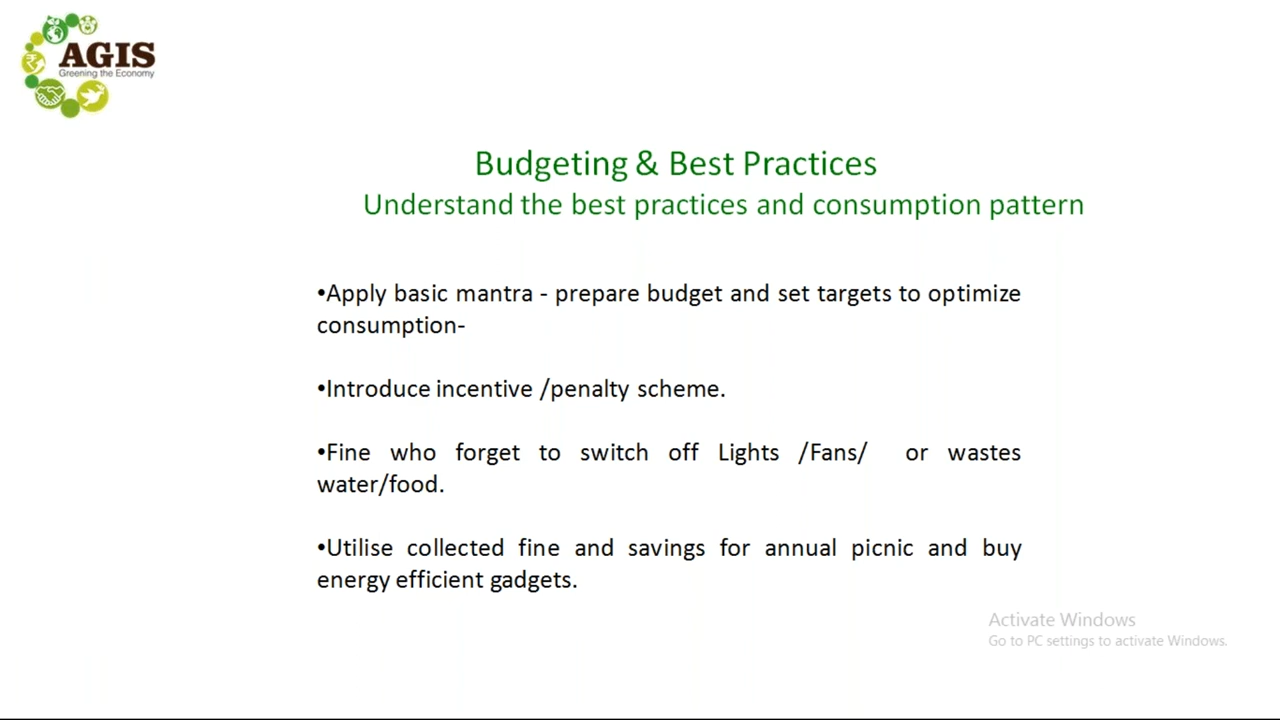 AGIS
Greening the Economy
Budgeting & Best Practices
Understand the best practices and consumption pattern
•Apply basic mantra - prepare budget and set targets to optimize
consumption-
•Introduce incentive /penalty scheme.
•Fine who forget to switch off Lights /Fans/ or wastes
water/food.
•Utilise collected fine and savings for annual picnic and buy
energy efficient gadgets.
Activate Windows
Go to PC settings to activate Windows.